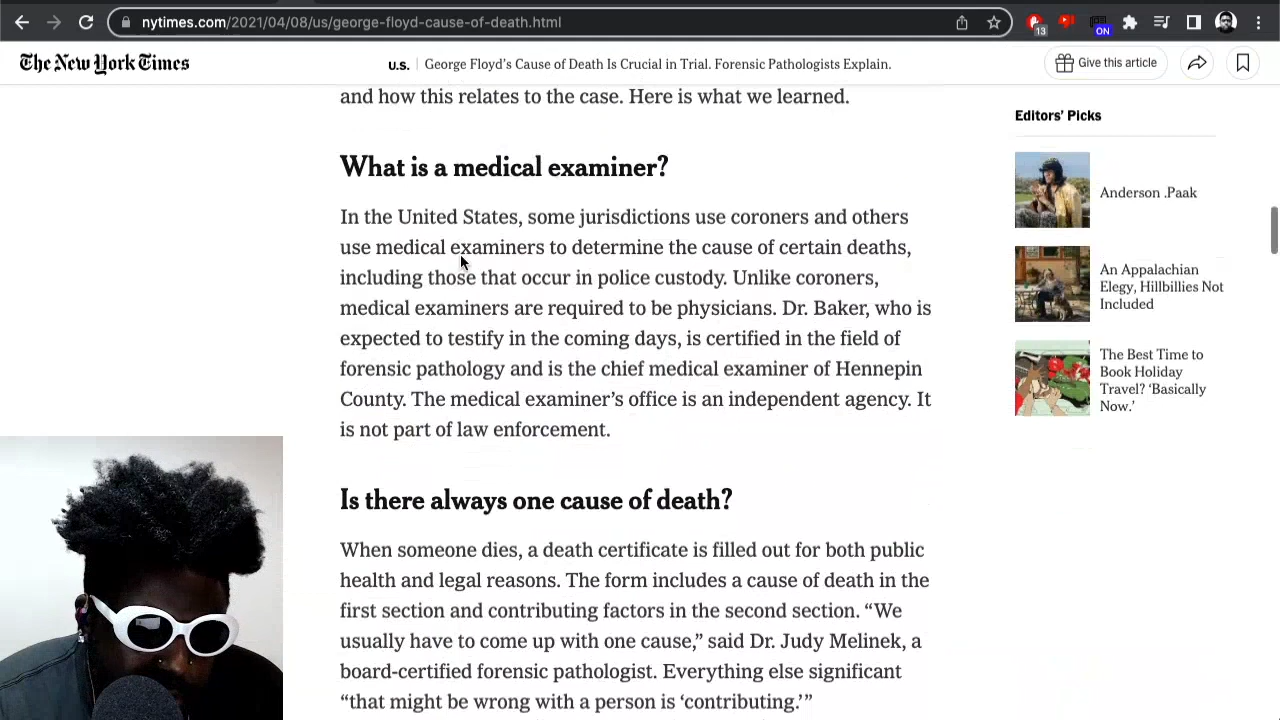 nytimes.com/2021/04/08/us/george-floyd-cause-of-death.html
13
ON
The New York Times
U.S.
George Floyd's Cause of Death Is Crucial in Trial. Forensic Pathologists Explain.
Give this article
and how this relates to the case. Here is what we learned.
What is a medical examiner?
In the United States, some jurisdictions use coroners and others
use medical examiners to determine the cause of certain deaths,
including those that occur in police custody. Unlike coroners,
medical examiners are required to be physicians. Dr. Baker, who is
expected to testify in the coming days, is certified in the field of
forensic pathology and is the chief medical examiner of Hennepin
County. The medical examiner’s office is an independent agency. It
is not part of law enforcement.
Is there always one cause of death?
When someone dies, a death certificate is filled out for both public
health and legal reasons. The form includes a cause of death in the
first section and contributing factors in the second section. “We
usually have to come up with one cause,” said Dr. Judy Melinek, a
board-certified forensic pathologist. Everything else significant
“that might be wrong with a person is ‘contributing.’”
Editors’ Picks
Anderson .Paak
An Appalachian
Elegy, Hillbillies Not
Included
The Best Time to
Book Holiday
Travel? ‘Basically
Now.’